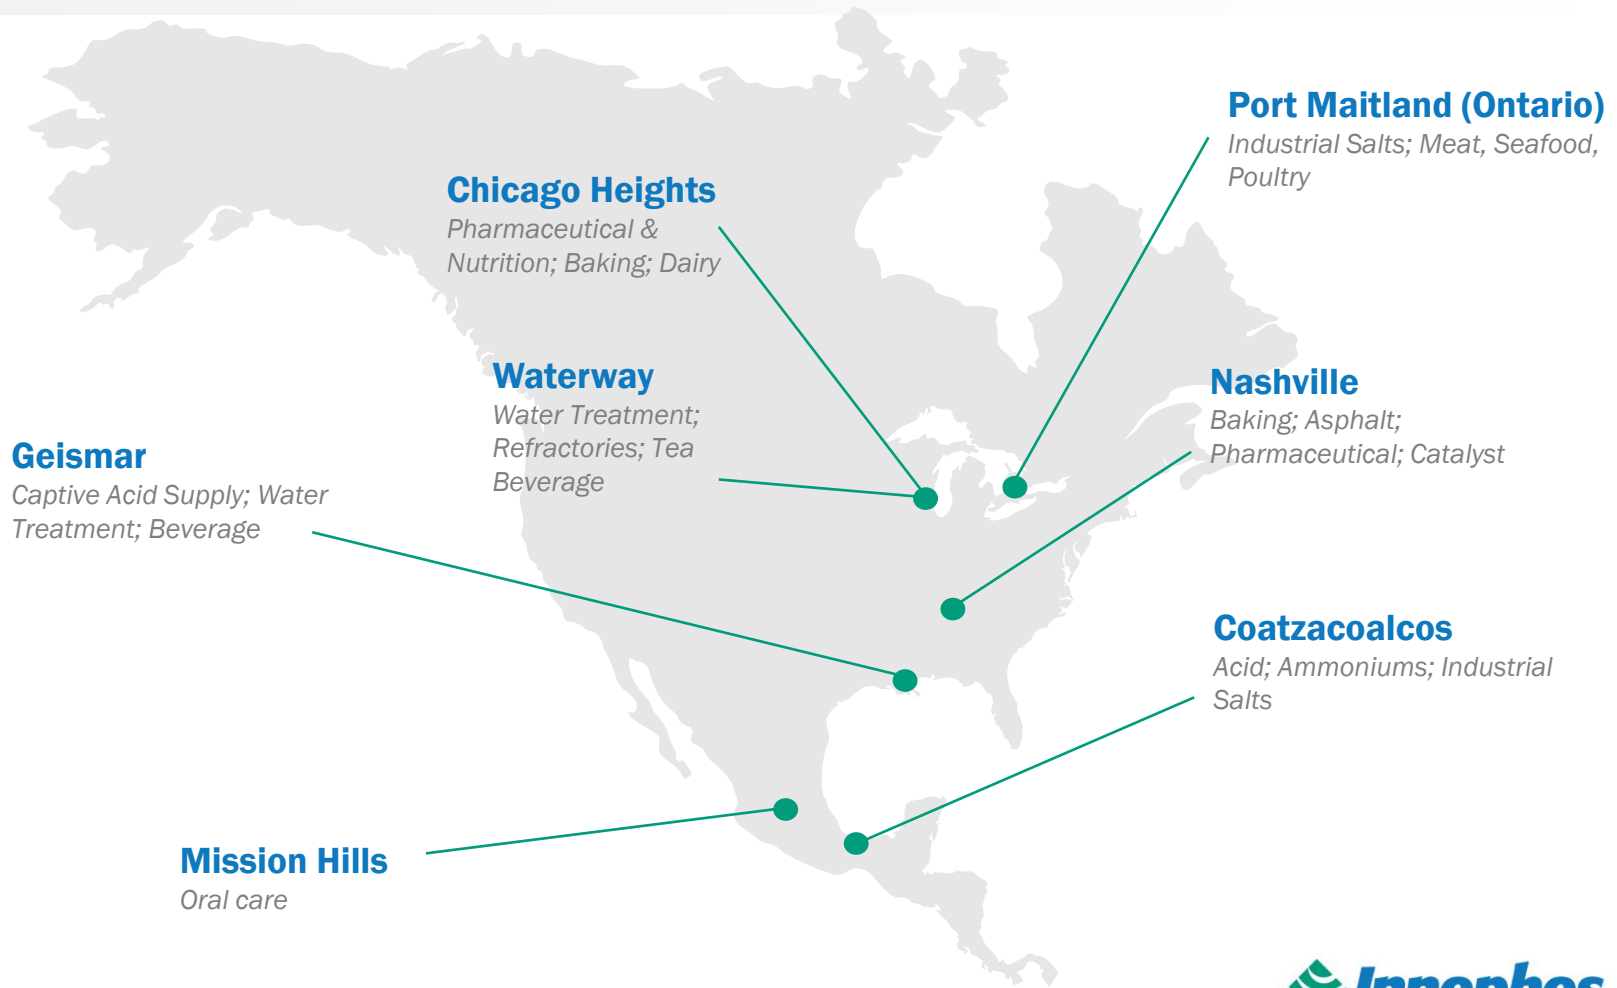 Port Maitland (Ontario)
Industrial Salts; Meat, Seafood,
Poultry
Chicago Heights
Pharmaceutical &
Nutrition; Baking; Dairy
Waterway
Water Treatment;
Refractories; Tea
Beverage
Nashville
Baking; Asphalt;
Pharmaceutical; Catalyst
Geismar
Captive Acid Supply; Water
Treatment; Beverage
Coatzacoalcos
Acid; Ammoniums; Industrial
Salts
Mission Hills
Oral care
Innophos